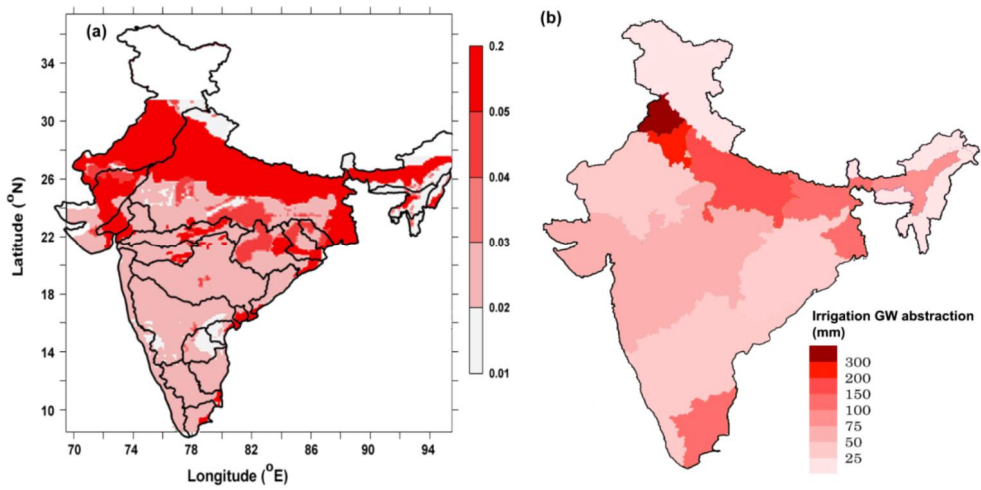 (a)
34
30
26
22
18
14
10
Latitude (°N)
70 74 78 82 86 90 94
Longitude (°E)
0.2
0.05
0.04
0.03
0.02
0.01
(b)
Irrigation GW abstraction
(mm)
300
200
150
100
75
50
25